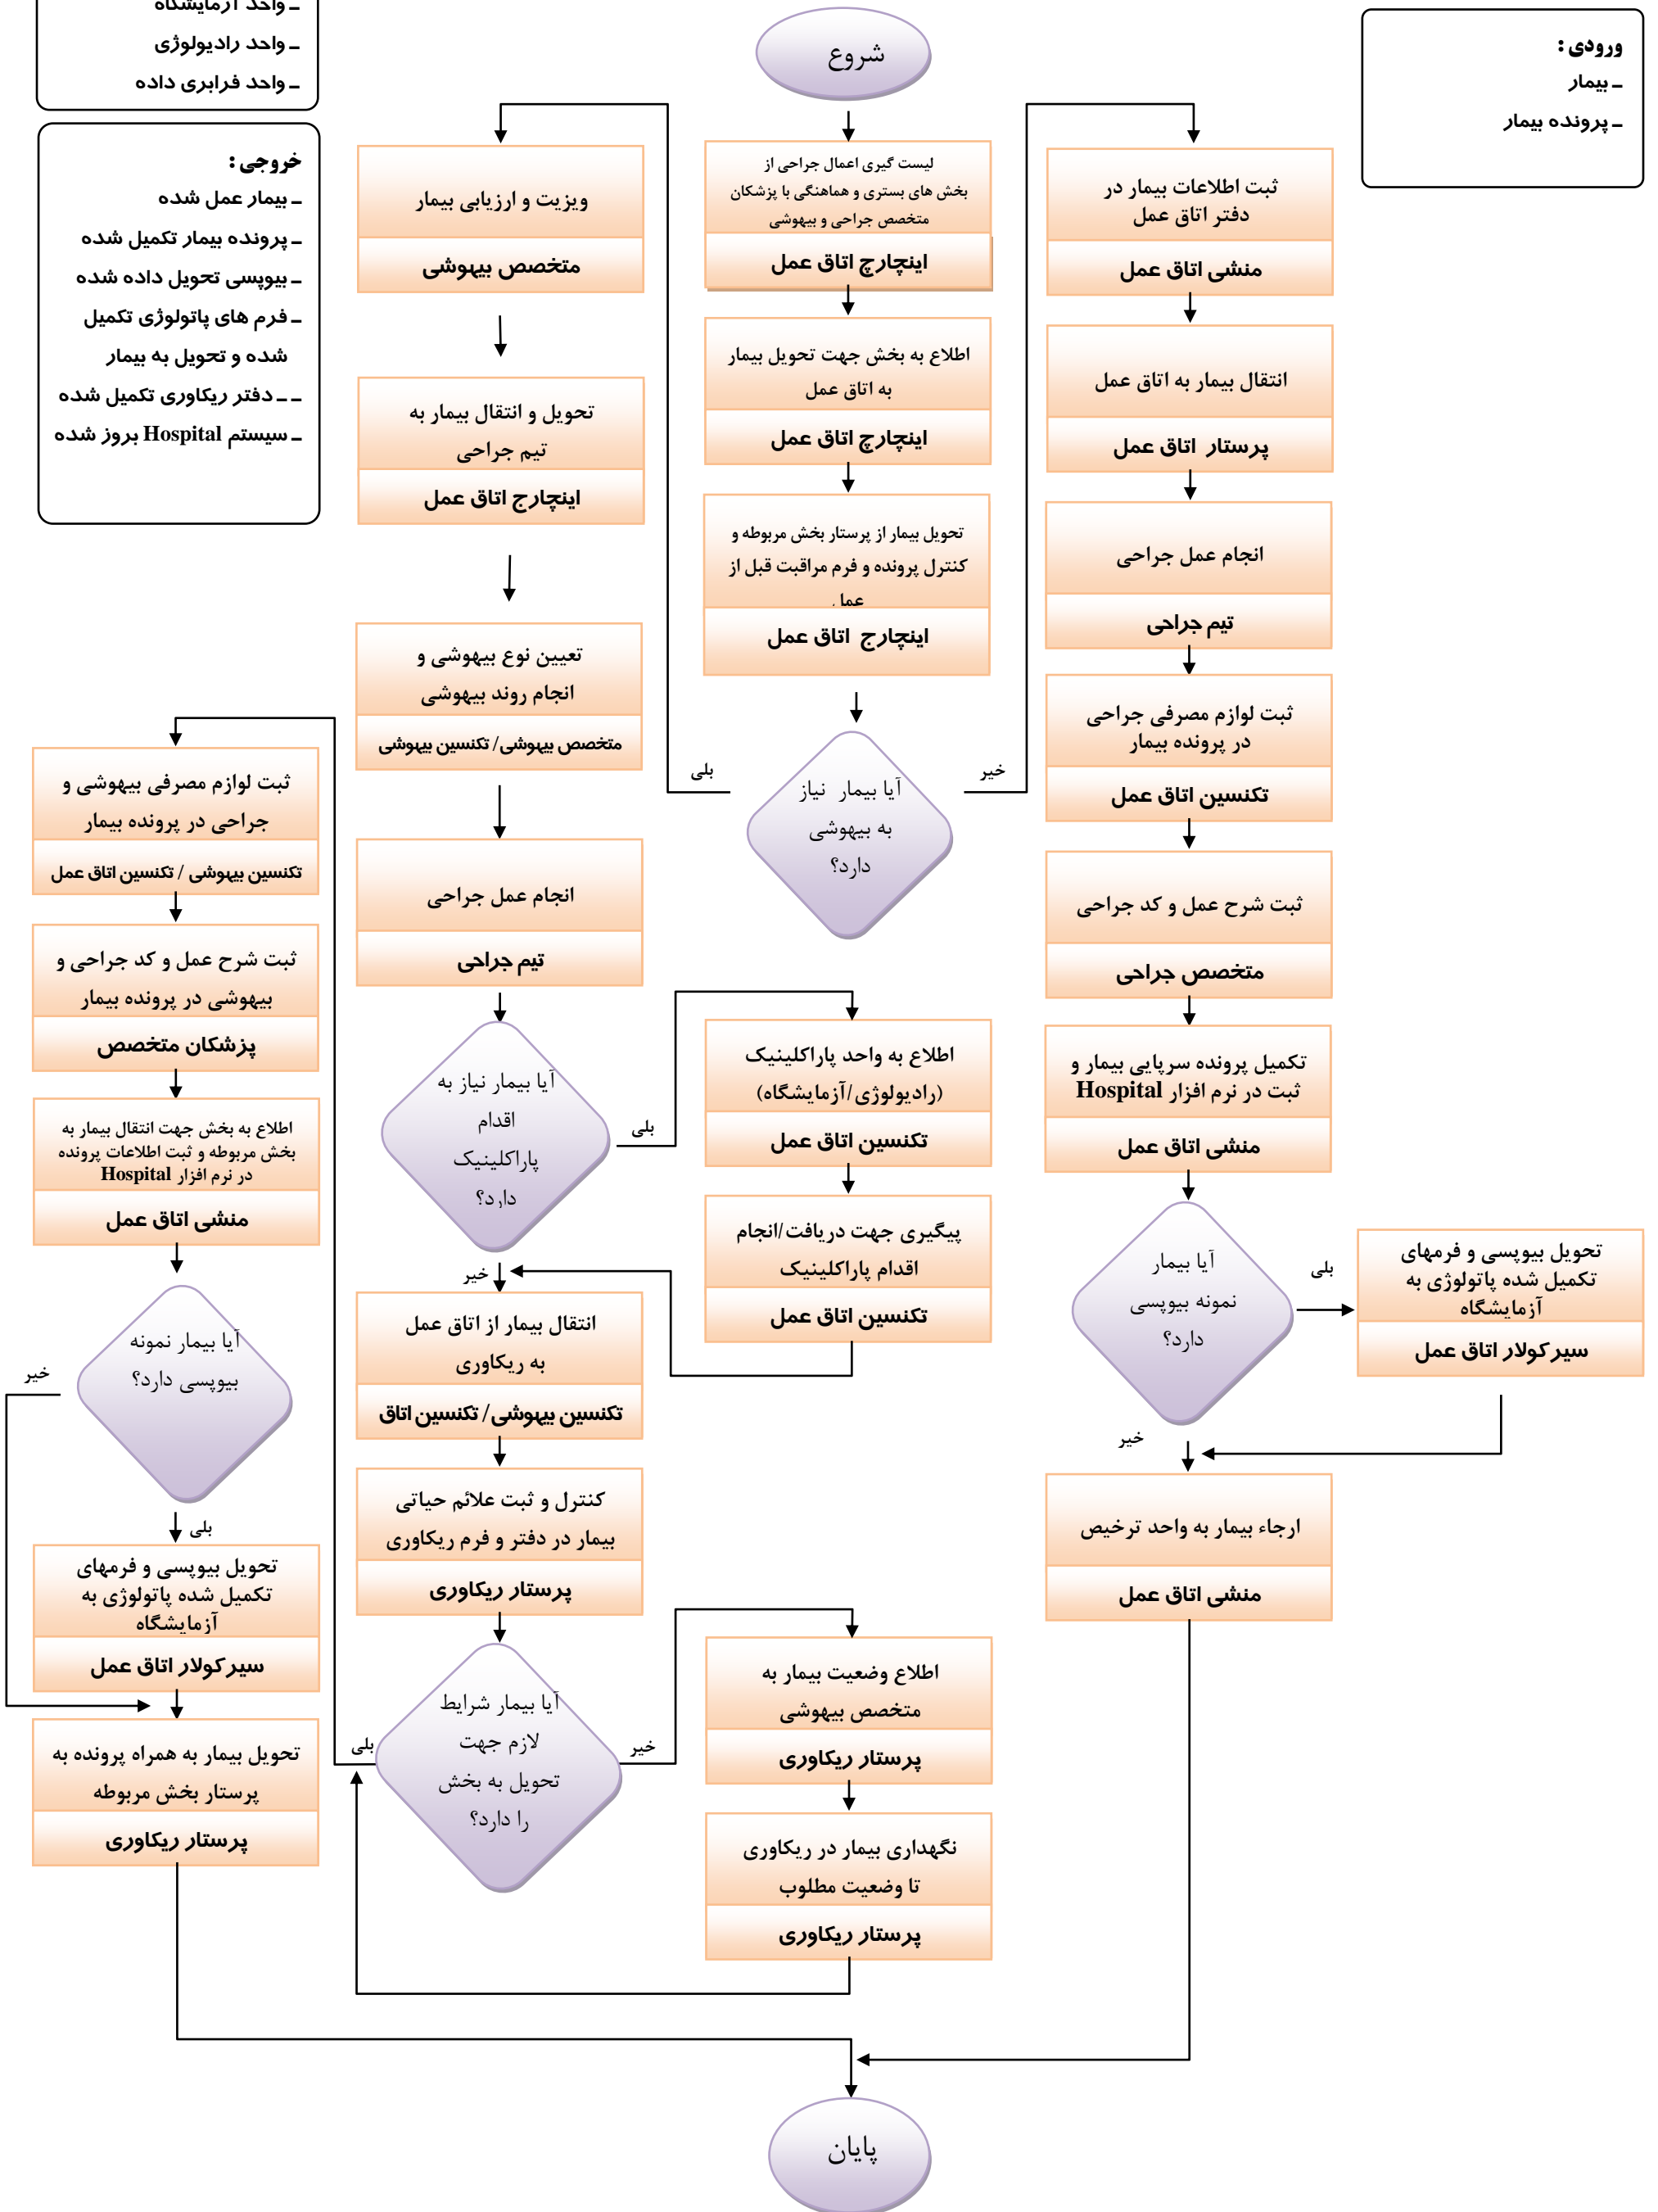 ورودی :
ـ بیمار
ـ پرونده بیمار
ـ واحد آزمایشگاه
ـ واحد رادیولوژی
ـ واحد فرابری داده
خروجی :
ـ بیمار عمل شده
ـ پرونده بیمار تکمیل شده
ـ بیوپسی تحویل داده شده
ـ فرم های پاتولوژی تکمیل
شده و تحویل به بیمار
ـ ـ دفتر ریکاوری تکمیل شده
ـ سیستم Hospital بروز شده
شروع
لیست گیری اعمال جراحی از
بخش های بستری و هماهنگی با پزشکان
متخصص جراحی و بیهوشی
اینچارچ اتاق عمل
اطلاع به بخش جهت تحویل بیمار
به اتاق عمل
اینچارچ اتاق عمل
تحویل بیمار از پرستار بخش مربوطه و
کنترل پرونده و فرم مراقبت قبل از
عمل
اینچارج اتاق عمل
آیا بیمار نیاز
به بیهوشی
دارد؟
خیر
بلی
ثبت اطلاعات بیمار در
دفتر اتاق عمل
منشی اتاق عمل
انتقال بیمار به اتاق عمل
پرستار اتاق عمل
انجام عمل جراحی
تیم جراحی
ثبت لوازم مصرفی جراحی
در پرونده بیمار
تکنسین اتاق عمل
ثبت شرح عمل و کد جراحی
متخصص جراحی
تکمیل پرونده سرپایی بیمار و
ثبت در نرم افزار Hospital
منشی اتاق عمل
آیا بیمار
نمونه بیوپسی
دارد؟
بلی
تحویل بیوپسی و فرمهای
تکمیل شده پاتولوژی به
آزمایشگاه
سیرکولار اتاق عمل
خیر
ارجاء بیمار به واحد ترخیص
منشی اتاق عمل
ویزیت و ارزیابی بیمار
متخصص بیهوشی
تحویل و انتقال بیمار به
تیم جراحی
اینچارج اتاق عمل
تعیین نوع بیهوشی و
انجام روند بیهوشی
متخصص بیهوشی/ تکنسین بیهوشی
انجام عمل جراحی
تیم جراحی
آیا بیمار نیاز به
اقدام
پاراکلینیک
دارد؟
بلی
اطلاع به واحد پاراکلینیک
(رادیولوژی/آزمایشگاه)
تکنسین اتاق عمل
پیگیری جهت دریافت/انجام
اقدام پاراکلینیک
تکنسین اتاق عمل
خیر
انتقال بیمار از اتاق عمل
به ریکاوری
تکنسین بیهوشی/ تکنسین اتاق
کنترل و ثبت علائم حیاتی
بیمار در دفتر و فرم ریکاوری
پرستار ریکاوری
آیا بیمار شرایط
لازم جهت
تحویل به بخش
را دارد؟
خیر
اطلاع وضعیت بیمار به
متخصص بیهوشی
پرستار ریکاوری
نگهداری بیمار در ریکاوری
تا وضعیت مطلوب
پرستار ریکاوری
بلی
ثبت لوازم مصرفی بیهوشی و
جراحی در پرونده بیمار
تکنسین بیهوشی / تکنسین اتاق عمل
ثبت شرح عمل و کد جراحی و
بیهوشی در پرونده بیمار
پزشکان متخصص
اطلاع به بخش جهت انتقال بیمار به
بخش مربوطه و ثبت اطلاعات پرونده
در نرم افزار Hospital
منشی اتاق عمل
آیا بیمار نمونه
بیوپسی دارد؟
خیر
بلی
تحویل بیوپسی و فرمهای
تکمیل شده پاتولوژی به
آزمایشگاه
سیرکولار اتاق عمل
تحویل بیمار به همراه پرونده به
پرستار بخش مربوطه
پرستار ریکاوری
پایان